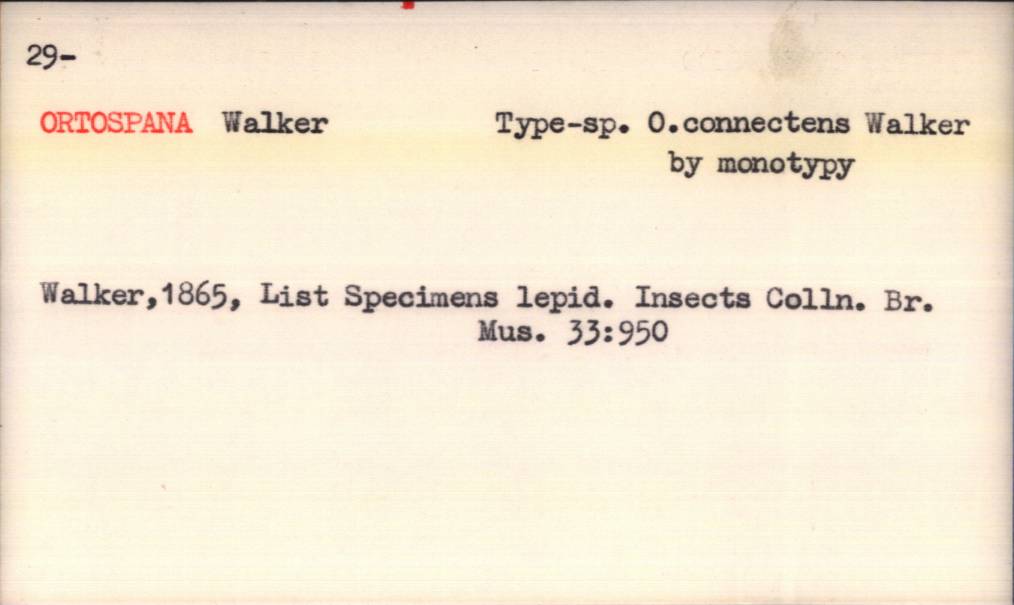 29-
ORTOSPANA Walker Type-sp. O.connectens Walker
by monotypy
Walker,1865, List Specimens lepid. Insects Colln. Br.
Mus. 33:950